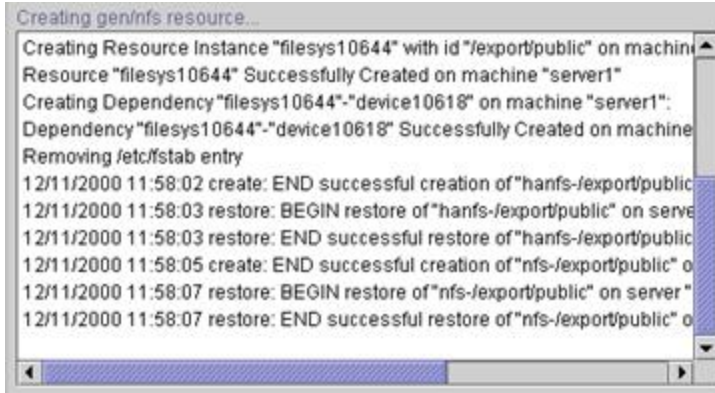 Creating gen/nfs resource...
Creating Resource Instance "filesys10644" with id "/export/public" on machine
Resource "filesys10644" Successfully Created on machine "server1"
Creating Dependency "filesys10644"-"device10618" on machine "server1":
Dependency "filesys10644"-"device10618" Successfully Created on machine
Removing /etc/fstab entry
12/11/2000 11:58:02 create: END successful creation of "hanfs-/export/public
12/11/2000 11:58:03 restore: BEGIN restore of "hanfs-/export/public" on serve
12/11/2000 11:58:03 restore: END successful restore of "hanfs-/export/public
12/11/2000 11:58:05 create: END successful creation of "nfs-/export/public" o
12/11/2000 11:58:07 restore: BEGIN restore of "nfs-/export/public" on server "
12/11/2000 11:58:07 restore: END successful restore of "nfs-/export/public" o